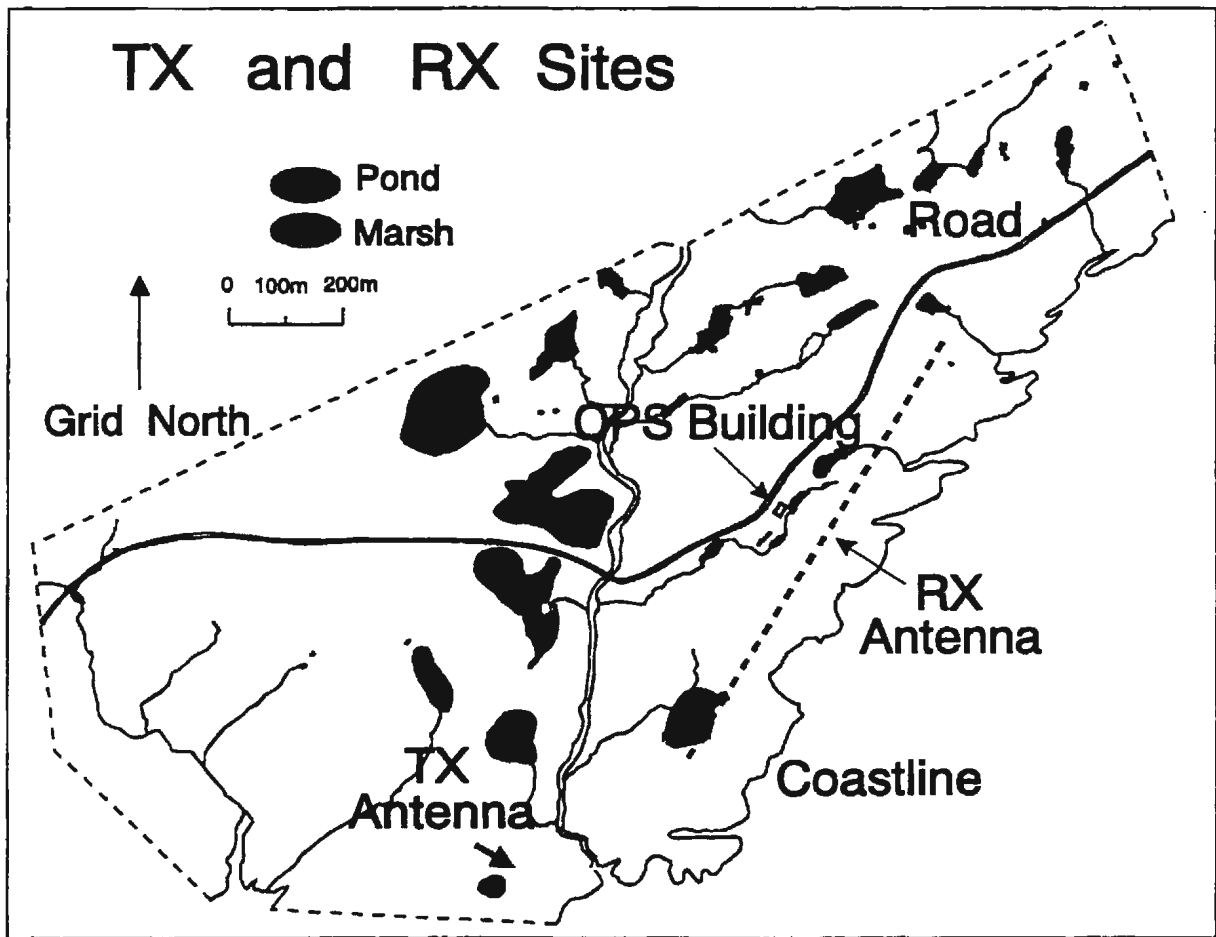 TX and RX Sites
Pond
Marsh
0 100m 200m
Grid North
Road
OPS Building
RX
Antenna
TX
Antenna
Coastline